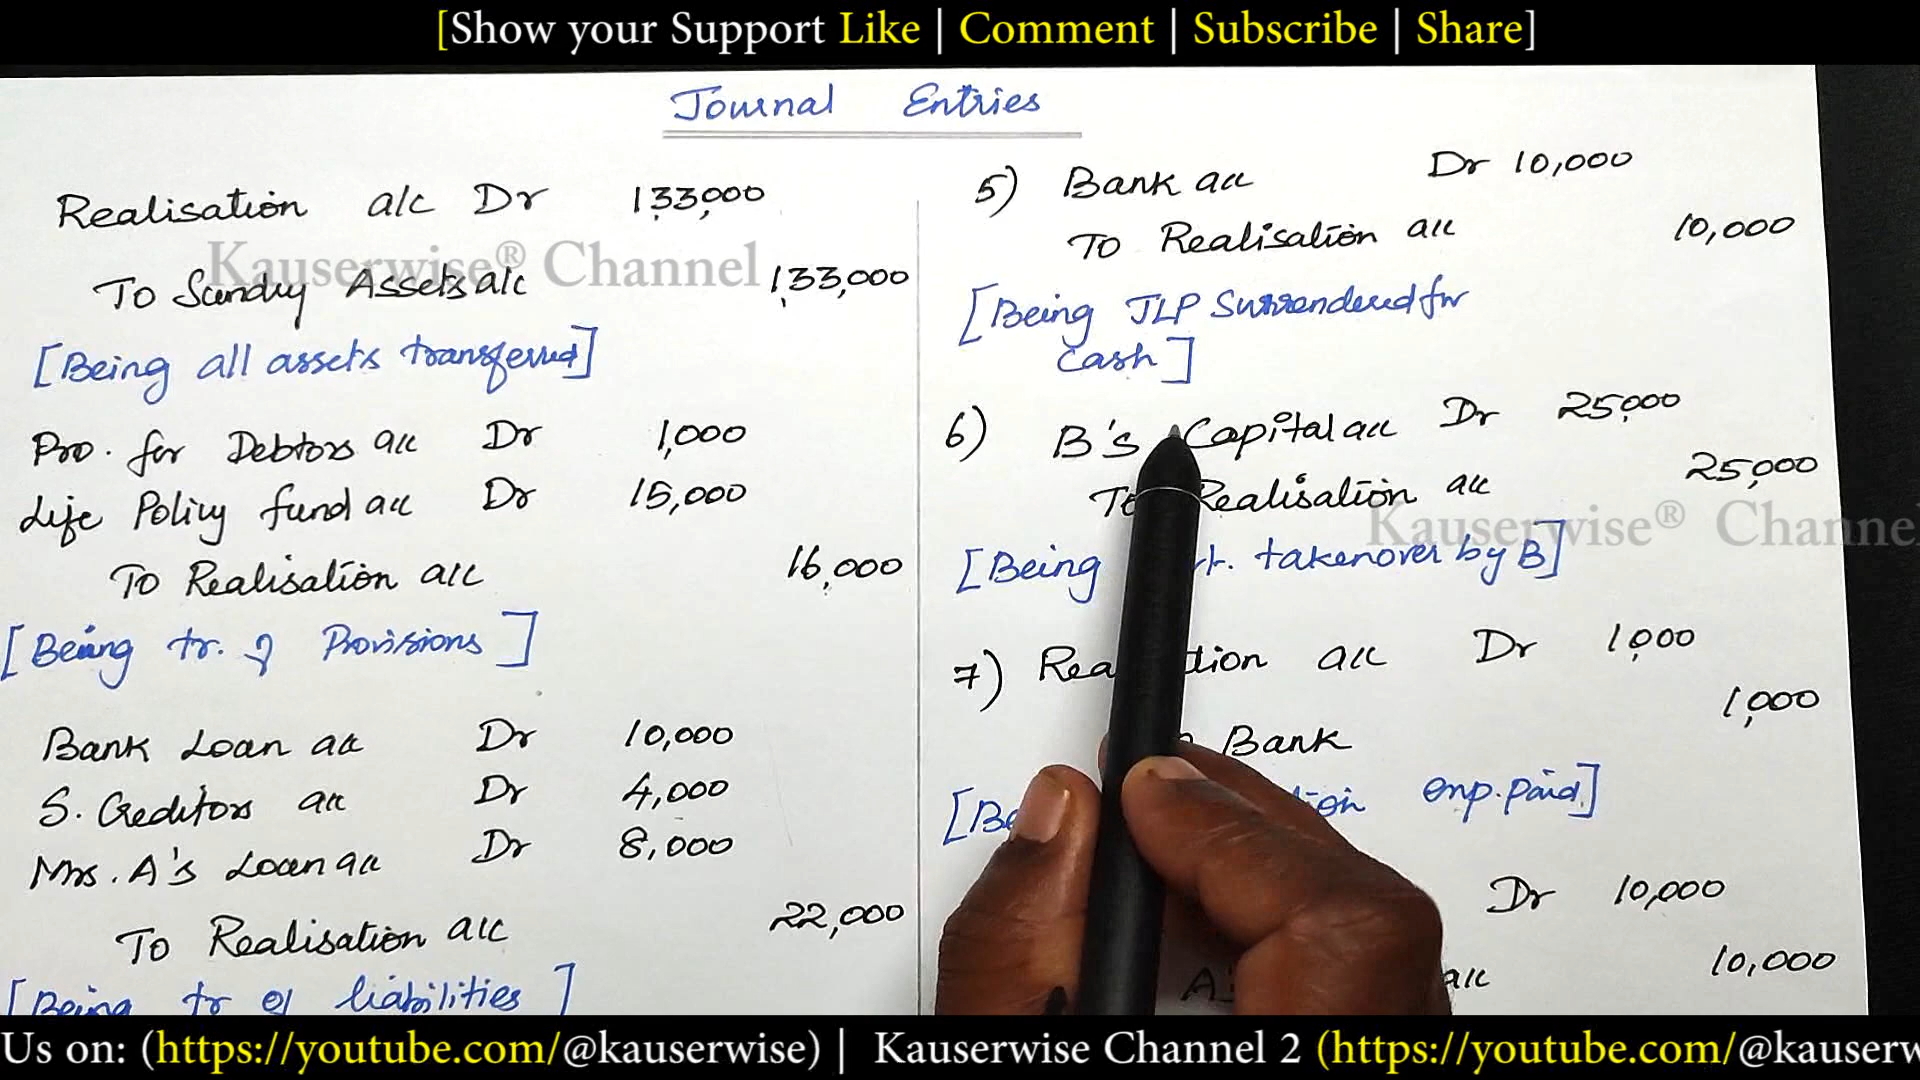 [Show your Support Like | Comment | Subscribe | Share]
Journal Entries
Realisation a/c Dr 133,000
To Sundry Assets a/c 133,000
[Being all assets transferred]
Pro. for Debtors a/c Dr 1,000
Life Policy fund a/c Dr 15,000
To Realisation a/c 16,000
[Being tr. of Provisions]
Bank Loan a/c Dr 10,000
S. Creditors a/c Dr 4,000
Mrs. A's Loan a/c Dr 8,000
To Realisation a/c 22,000
[Being tr of liabilities]
5) Bank a/c Dr 10,000
To Realisation a/c 10,000
[Being JLP Surrendered for
Cash]
6) B's Capital a/c Dr 25,000
To Realisation a/c 25,000
[Being takenover by B]
7) a/c Dr 1,000
Bank 1,000
exp. paid]
Dr 10,000
a/c 10,000
Kauserwise® Channel
Kauserwise® Channe
Us on: (https://youtube.com/@kauserwise) | Kauserwise Channel 2 (https://youtube.com/@kauserw